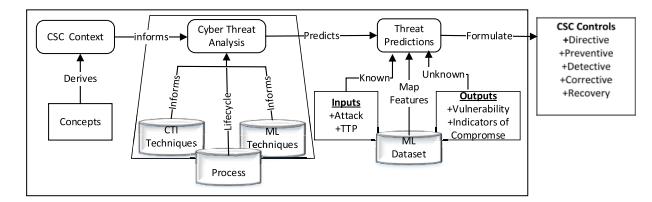 CSC Context
informs
Cyber Threat
Analysis
Predicts
Threat
Predictions
Formulate
CSC Controls
+Directive
+Preventive
+Detective
+Corrective
+Recovery
Derives
Concepts
Informs
Lifecycle
Informs
CTI
Techniques
ML
Techniques
Process
Known
Map
Features
Unknown
Inputs
+Attack
+TTP
Outputs
+Vulnerability
+Indicators of
Compromse
ML
Dataset